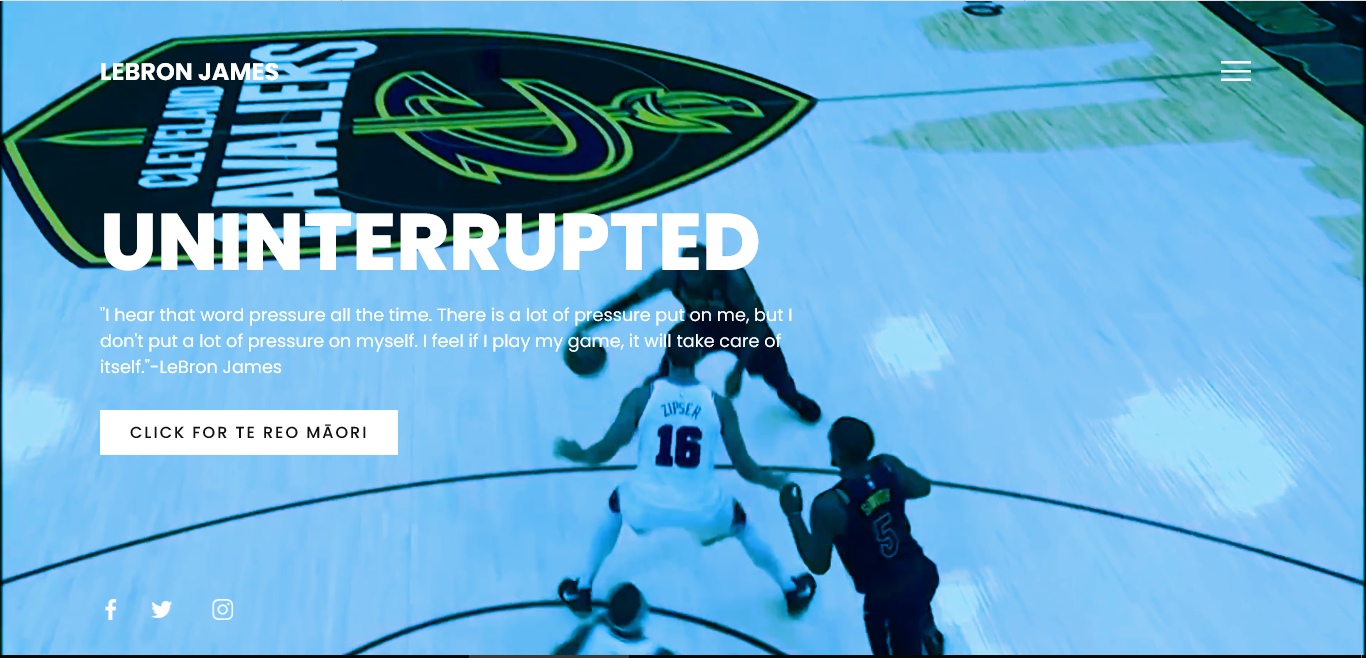 LEBRON JAMES
CLEVELAND
CAVALIERS
UNINTERRUPTED
"I hear that word pressure all the time. There is a lot of pressure put on me, but I
don't put a lot of pressure on myself. I feel if I play my game, it will take care of
itself."-LeBron James
ZIPSER
16
CLICK FOR TE REO MĀORI
SMITH
5